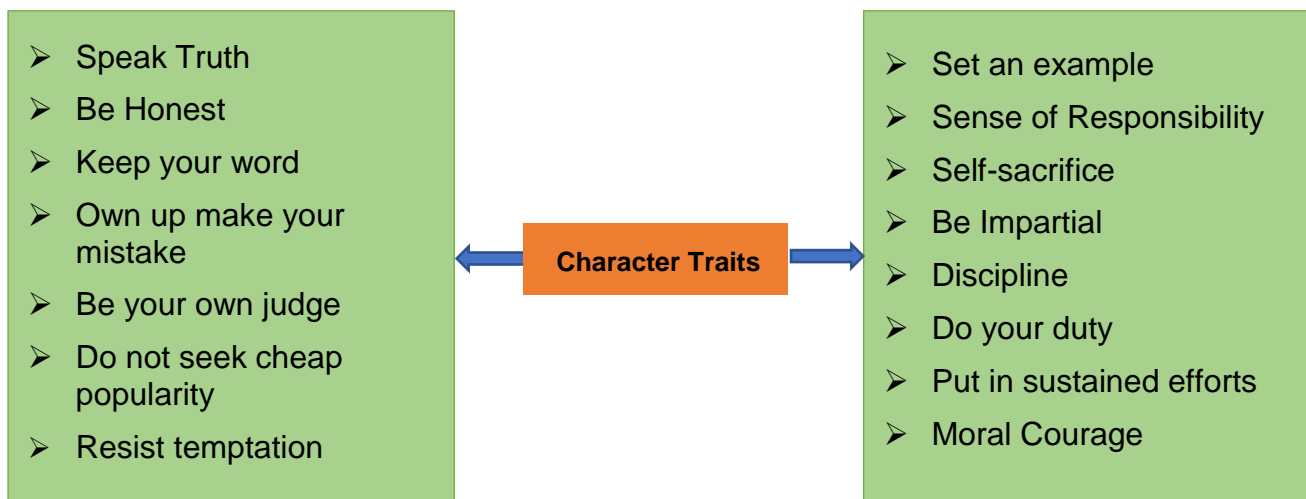 ➢ Speak Truth
➢ Be Honest
➢ Keep your word
➢ Own up make your
mistake
➢ Be your own judge
➢ Do not seek cheap
popularity
➢ Resist temptation
Character Traits
➢ Set an example
➢ Sense of Responsibility
➢ Self-sacrifice
➢ Be Impartial
➢ Discipline
➢ Do your duty
➢ Put in sustained efforts
➢ Moral Courage